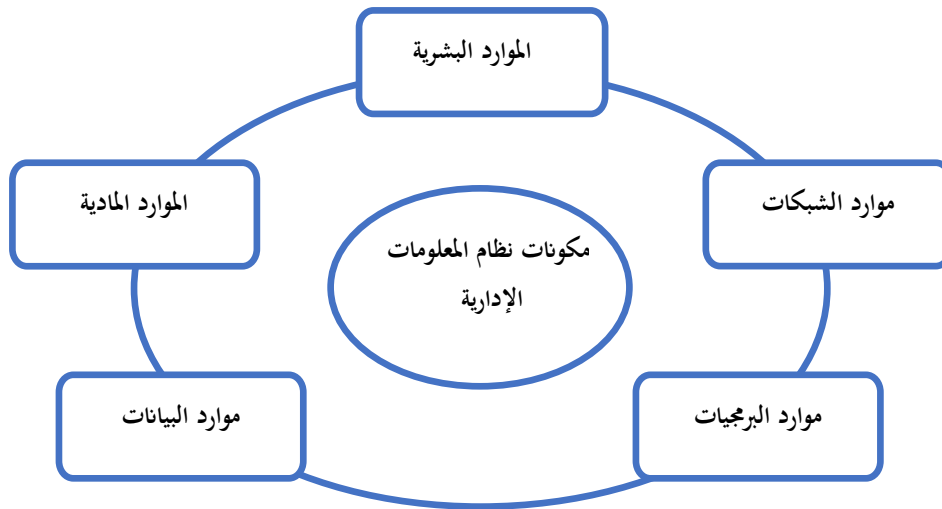 الموارد البشرية
موارد الشبكات
الموارد المادية
مكونات نظام المعلومات
الإدارية
موارد البرمجيات
موارد البيانات